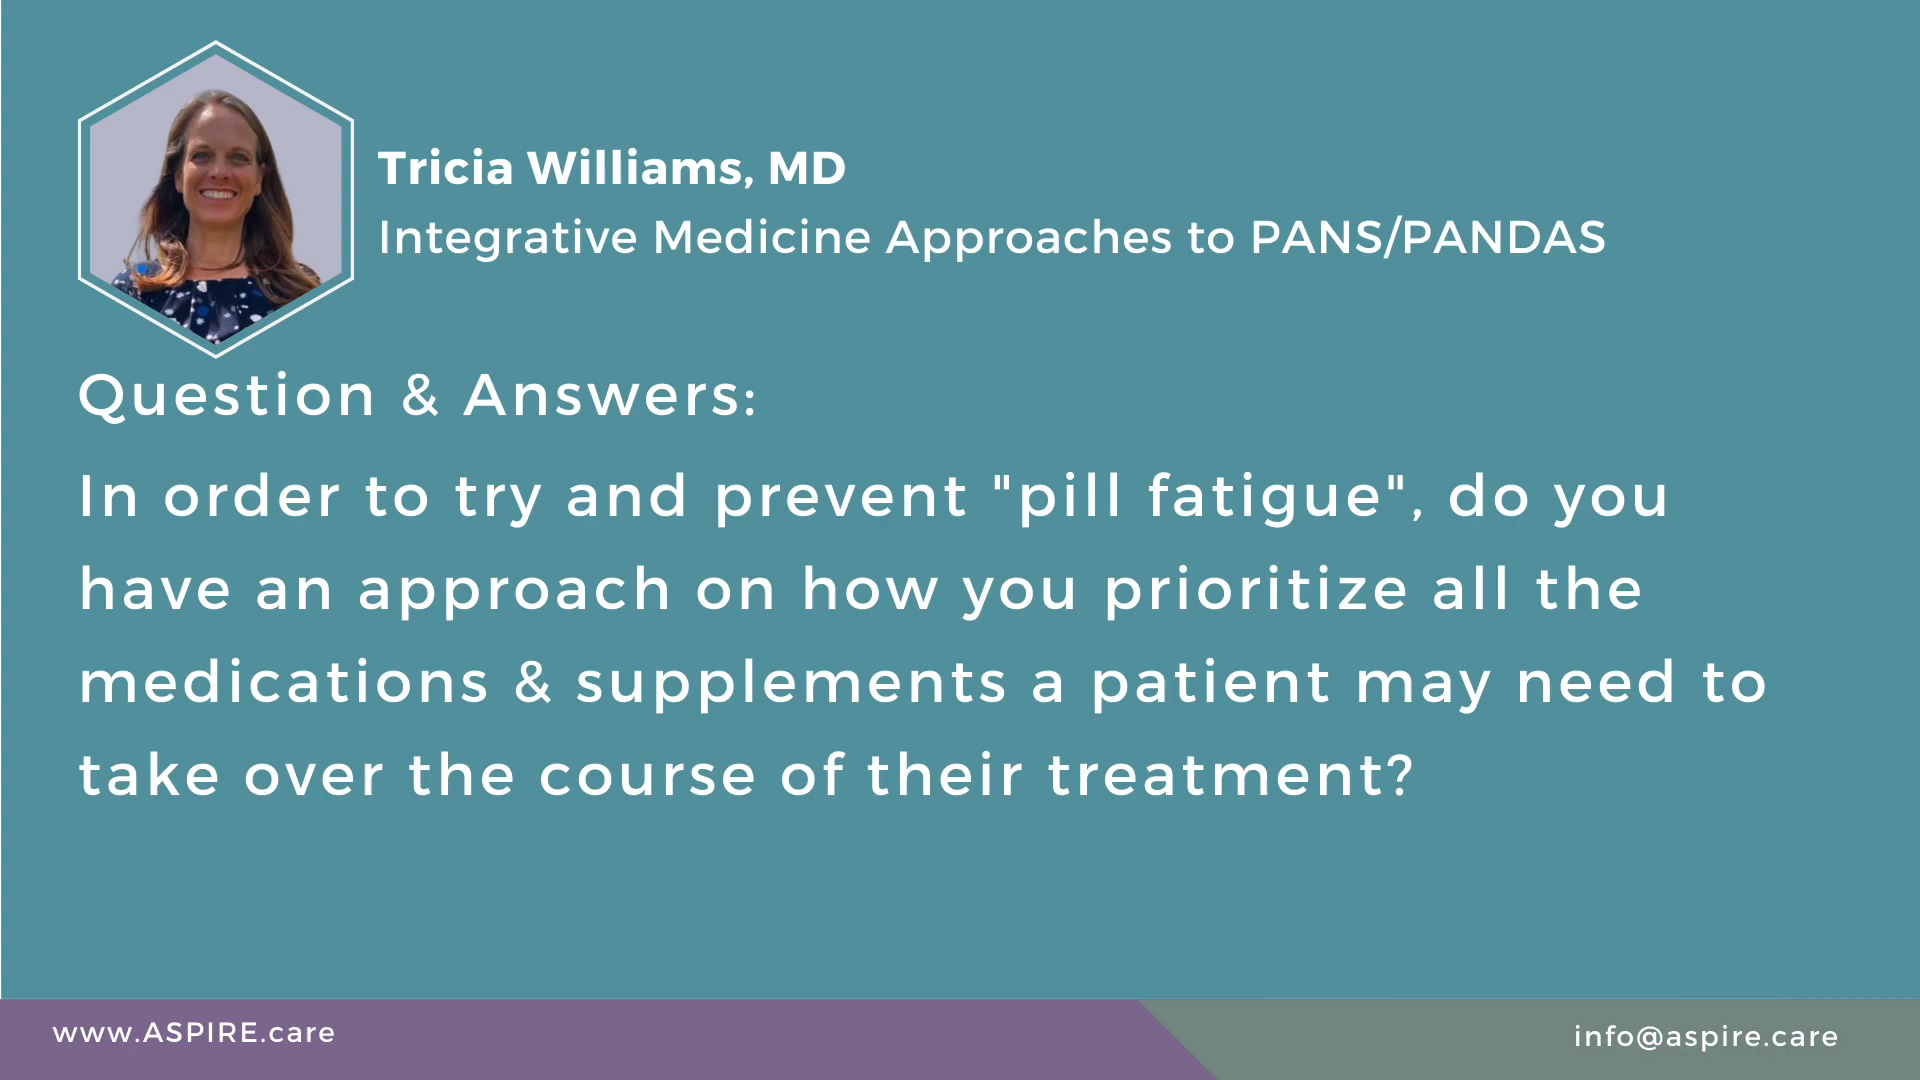 Tricia Williams, MD
Integrative Medicine Approaches to PANS/PANDAS
Question & Answers:
In order to try and prevent "pill fatigue", do you
have an approach on how you prioritize all the
medications & supplements a patient may need to
take over the course of their treatment?
www.ASPIRE.care
info@aspire.care